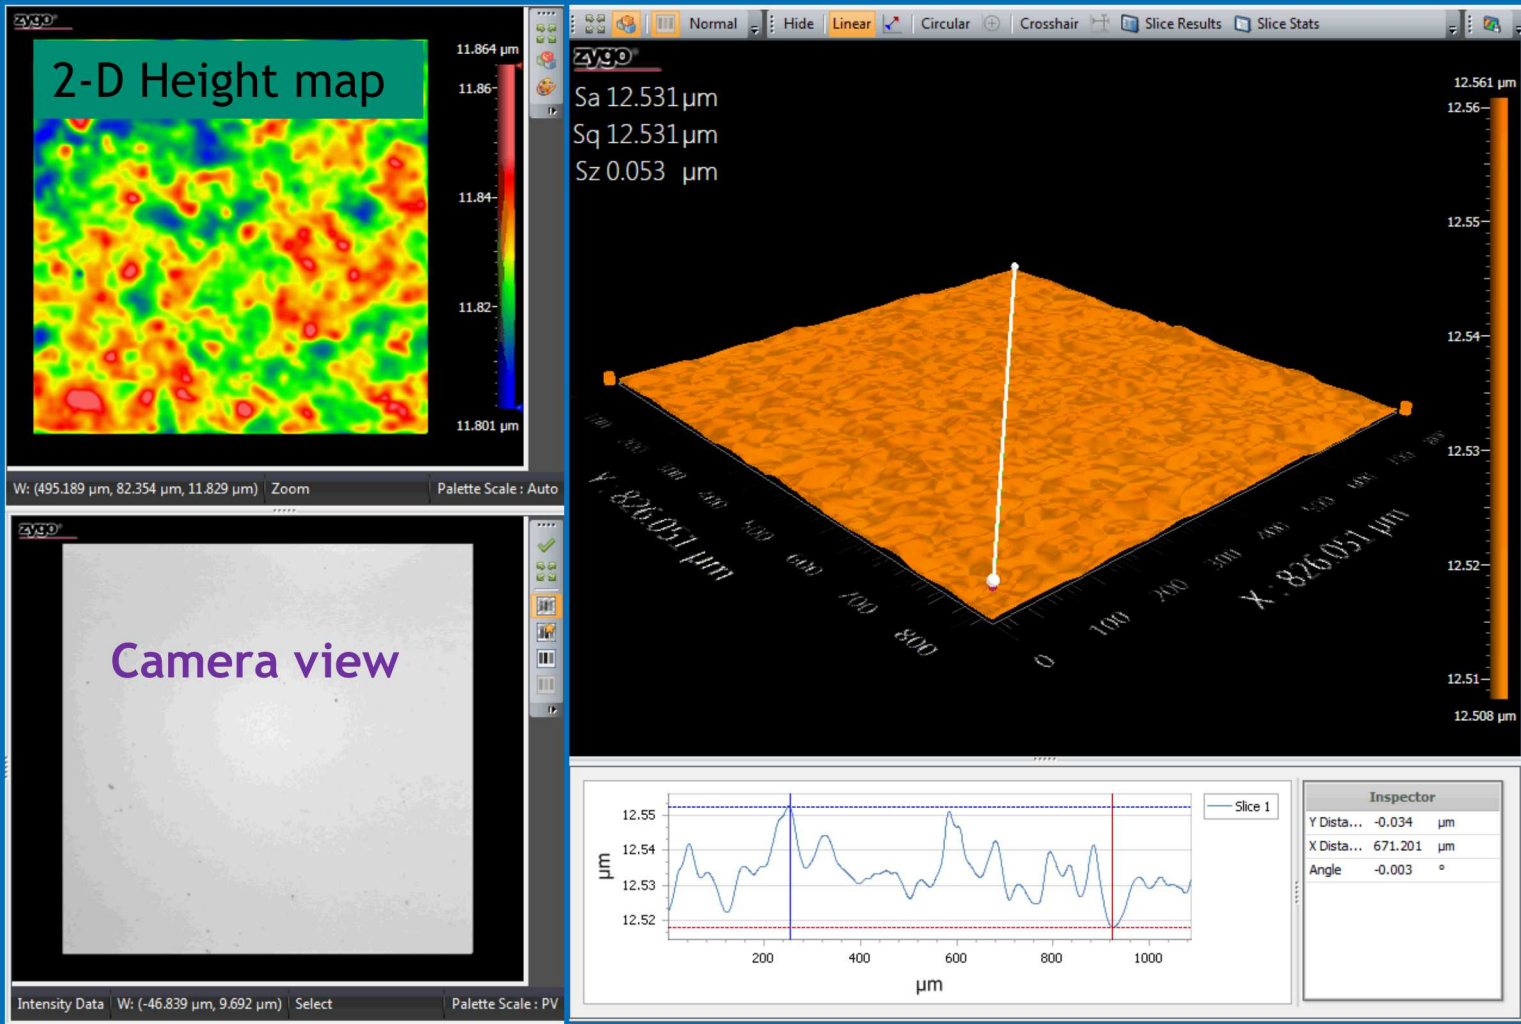 zygo
2-D Height map
11.864 µm
11.86
11.84
11.82
11.801 µm
W: (495.189 µm, 82.354 µm, 11.829 µm) Zoom Palette Scale : Auto
zygo
Camera view
Intensity Data W: (-46.839 µm, 9.692 µm) Select Palette Scale : PV
Normal Hide Linear Circular Crosshair Slice Results Slice Stats
zygo
Sa 12.531 µm
Sq 12.531 µm
Sz 0.053 µm
12.561 µm
12.56
12.55
12.54
12.53
12.52
12.51
12.508 µm
400
500
600
700
800
Y: 826.051 µm
0
100
200
300
400
500
600
X: 826.051 µm
12.55
12.54
12.53
12.52
µm
200 400 600 800 1000
µm
Slice 1
Inspector
Y Dista... -0.034 µm
X Dista... 671.201 µm
Angle -0.003 °